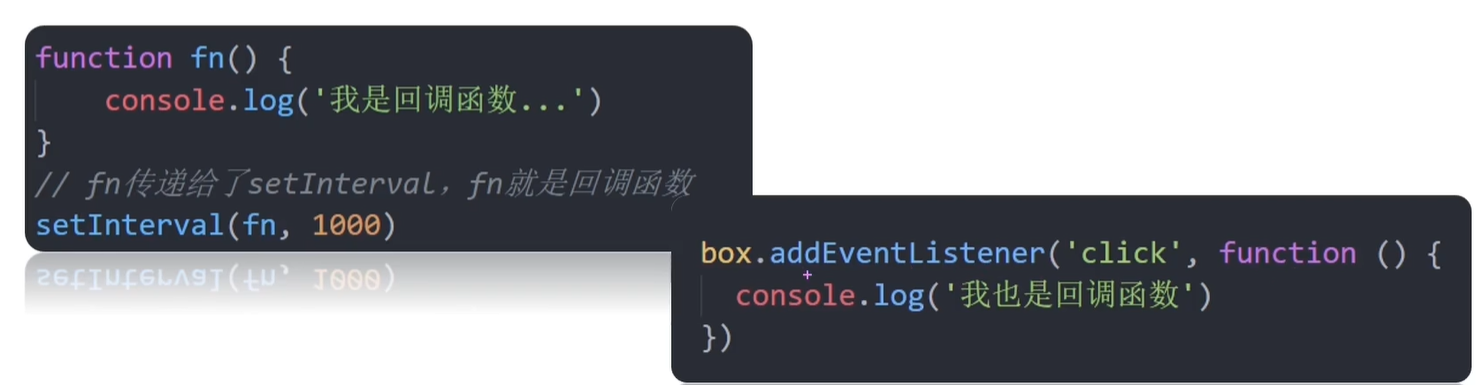 function fn() {
    console.log('我是回调函数...')
}
// fn传递给了setInterval，fn就是回调函数
setInterval(fn, 1000)
box.addEventListener('click', function () {
  console.log('我也是回调函数')
})